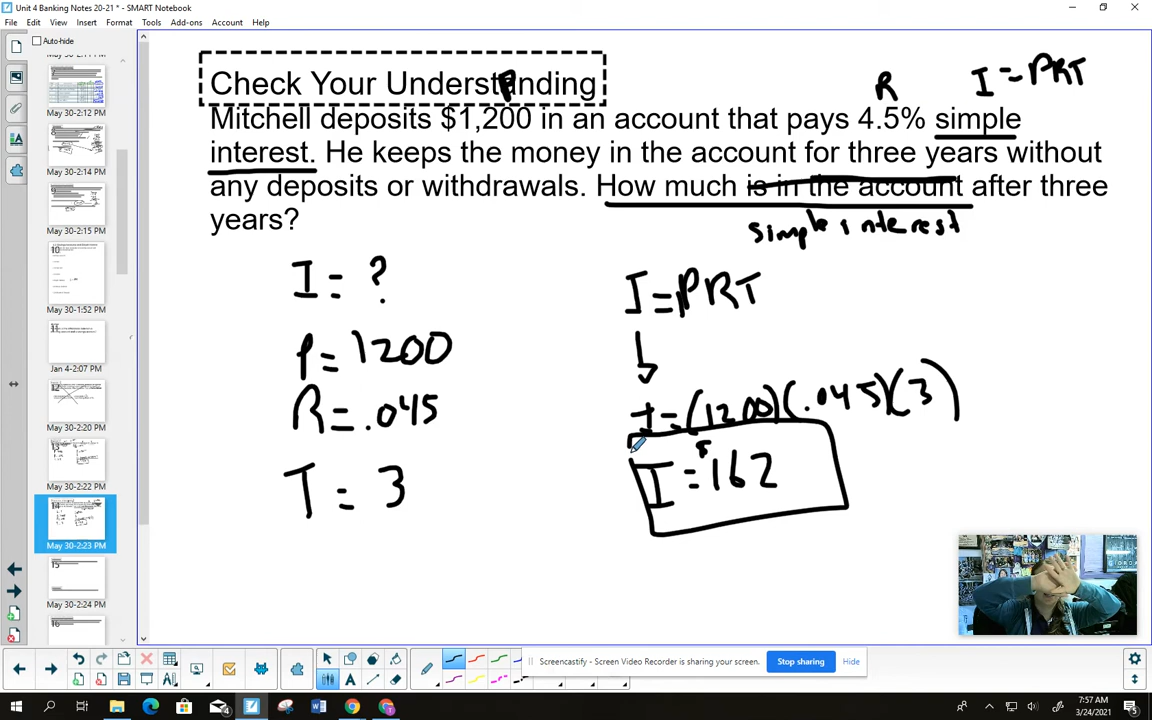 Unit 4 Banking Notes 20-21 * - SMART Notebook
File Edit View Insert Format Tools Add-ons Account Help
Auto-hide
May 30-2:12 PM
May 30-2:14 PM
May 30-2:15 PM
10
May 30-1:52 PM
11
Jan 4-2:07 PM
12
May 30-2:20 PM
13
May 30-2:22 PM
14
May 30-2:23 PM
15
May 30-2:24 PM
16
Check Your Understanding
P
R
I = PRT
Mitchell deposits $1,200 in an account that pays 4.5% simple
interest. He keeps the money in the account for three years without
any deposits or withdrawals. How much is in the account after three
years?
simple interest
I = ?
P = 1200
R = .045
T = 3
I = PRT
I = (1200)(.045)(3)
I = $162
Screencastify - Screen Video Recorder is sharing your screen.
Stop sharing
Hide
7:57 AM
3/24/2021